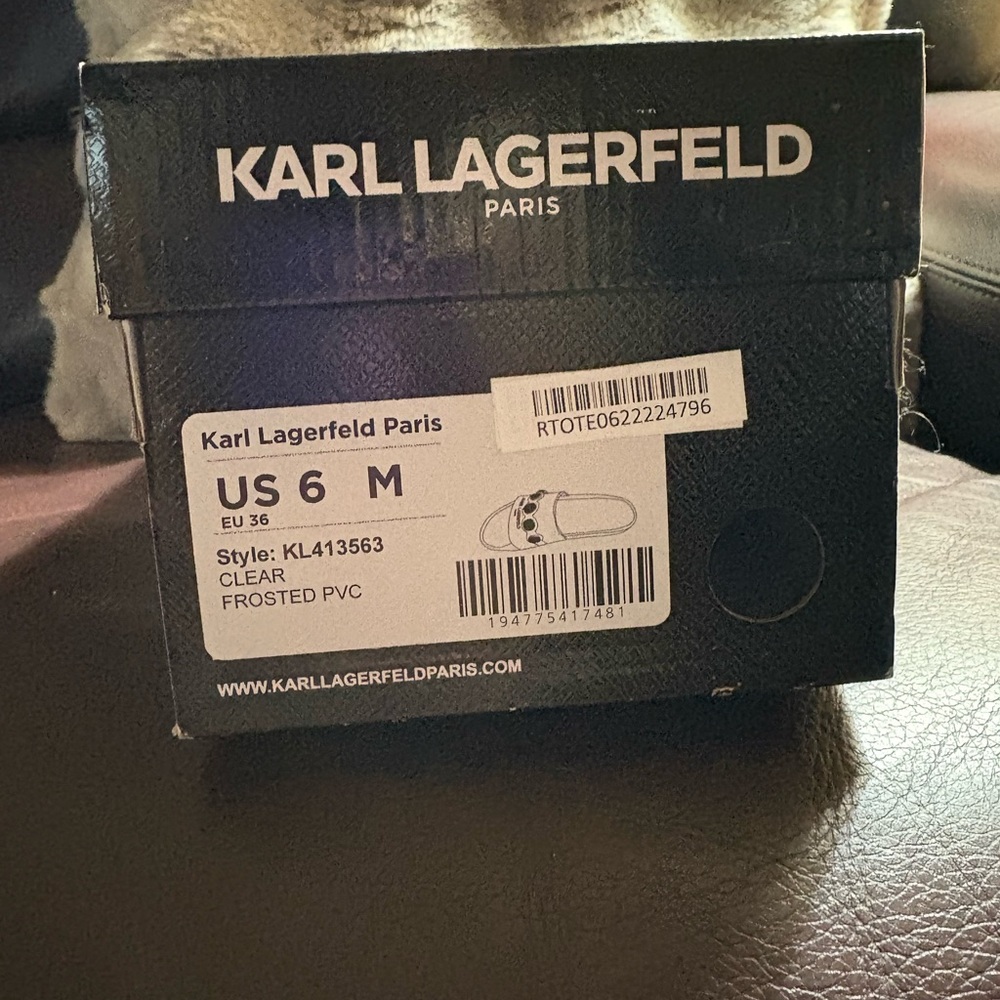 KARL LAGERFELD
PARIS
RTOTE0622224796
Karl Lagerfeld Paris
US 6 M
EU 36
Style: KL413563
CLEAR
FROSTED PVC
194775417481
WWW.KARLLAGERFELDPARIS.COM